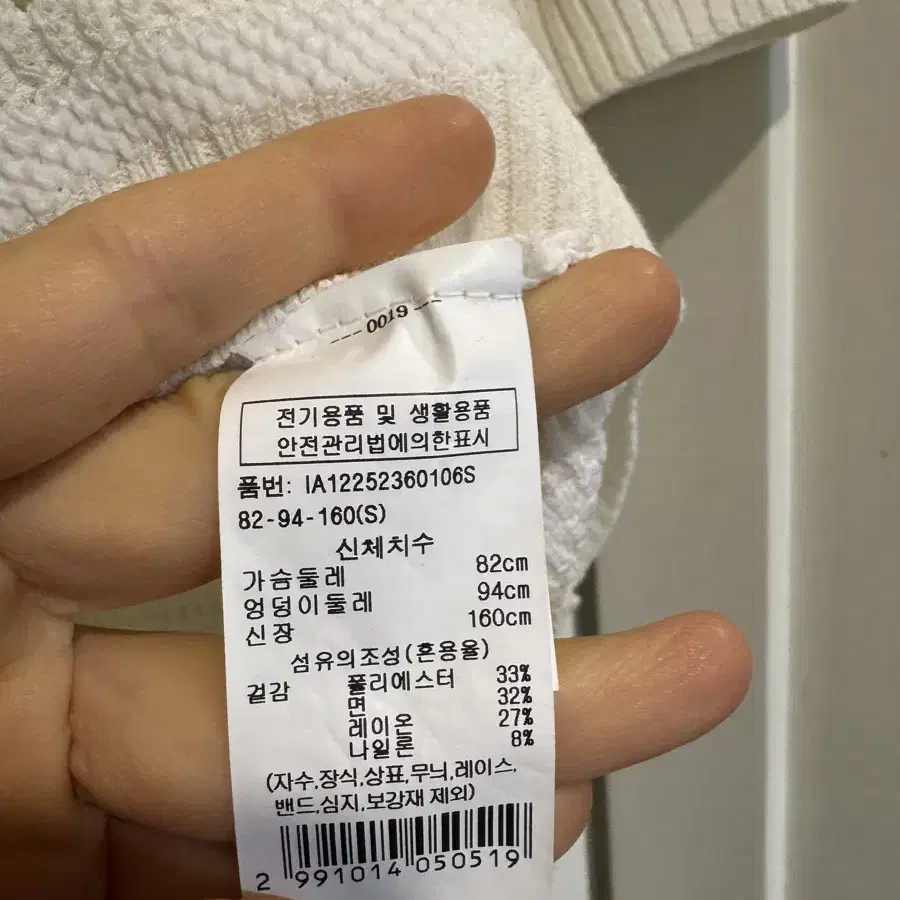 --- 0019 ---
전기용품 및 생활용품
안전관리법에의한표시
품번: IA12252360106S
82-94-160(S)
신체치수
가슴둘레 82cm
엉덩이둘레 94cm
신장 160cm
섬유의조성(혼용율)
겉감 폴리에스터 33%
면 32%
레이온 27%
나일론 8%
(자수,장식,상표,무늬,레이스,
밴드,심지,보강재 제외)
2 991014 050519